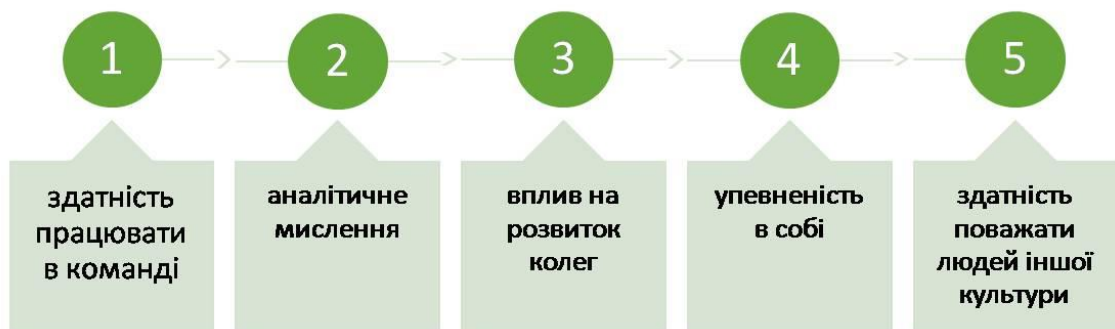 1
2
3
4
5
здатність
працювати
в команді
аналітичне
мислення
вплив на
розвиток
колег
упевненість
в собі
здатність
поважати
людей іншої
культури